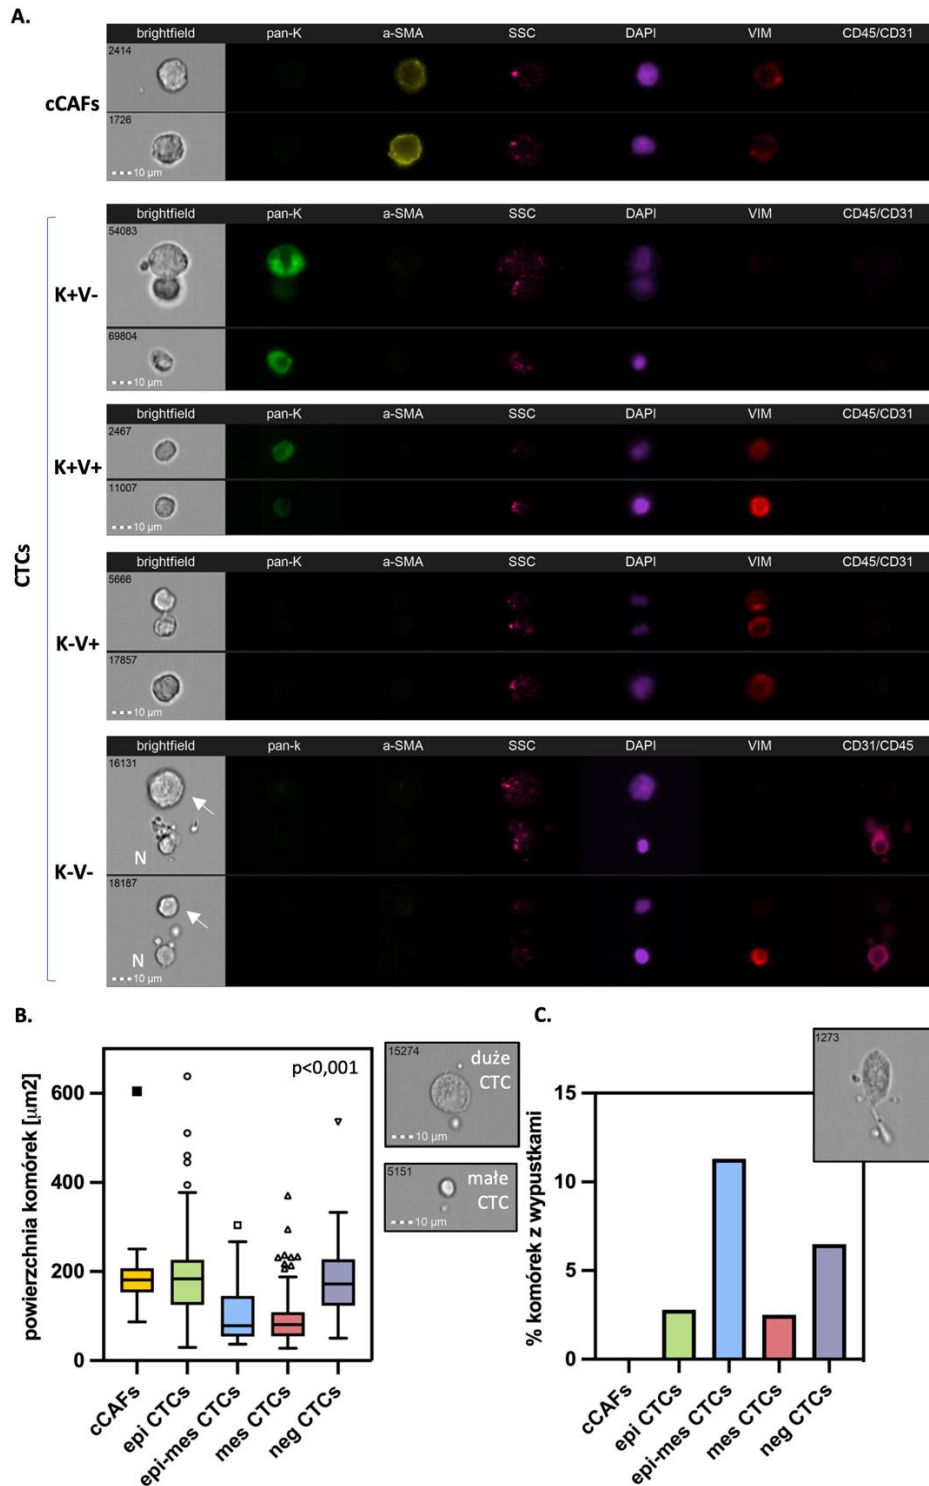 A.
brightfield pan-K a-SMA SSC DAPI VIM CD45/CD31
2414
cCAFs
1726
10 µm
brightfield pan-K a-SMA SSC DAPI VIM CD45/CD31
54083
K+V-
69804
10 µm
brightfield pan-K a-SMA SSC DAPI VIM CD45/CD31
2467
K+V+
11007
10 µm
CTCs
brightfield pan-K a-SMA SSC DAPI VIM CD45/CD31
5666
K-V+
17857
10 µm
brightfield pan-k a-SMA SSC DAPI VIM CD31/CD45
16131
N
K-V-
18187
N
10 µm
B.
p<0,001
powierzchnia komórek [µm2]
600
400
200
0
cCAFs
epi CTCs
epi-mes CTCs
mes CTCs
neg CTCs
15274
duże
CTC
10 µm
5151
małe
CTC
10 µm
C.
1273
% komórek z wypustkami
15
10
5
0
cCAFs
epi CTCs
epi-mes CTCs
mes CTCs
neg CTCs